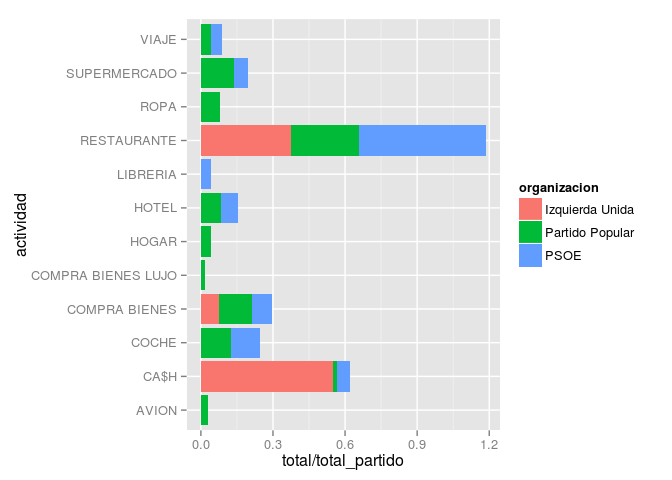 VIAJE
SUPERMERCADO
ROPA
RESTAURANTE
LIBRERIA
HOTEL
HOGAR
COMPRA BIENES LUJO
COMPRA BIENES
COCHE
CA$H
AVION
actividad
0.0 0.3 0.6 0.9 1.2
total/total_partido
organizacion
Izquierda Unida
Partido Popular
PSOE